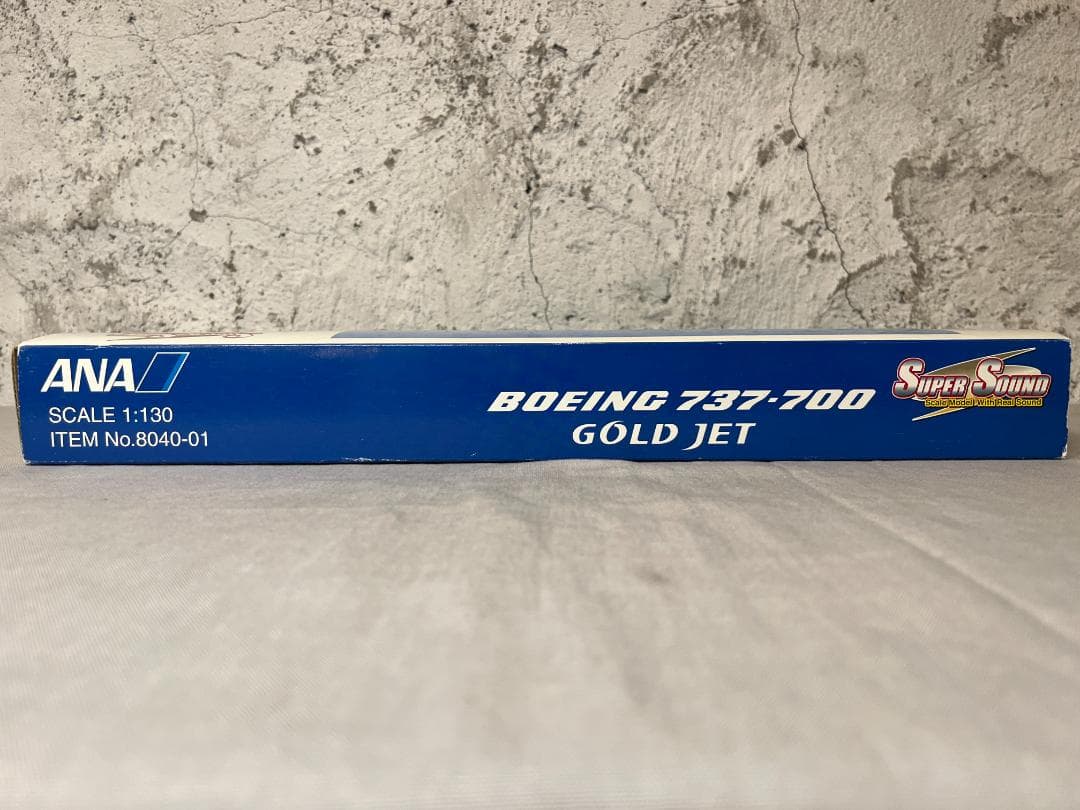 ANA
SCALE 1:130
ITEM No.8040-01
BOEING 737-700
GOLD JET
SUPER SOUND
Scale Model With Real Sound